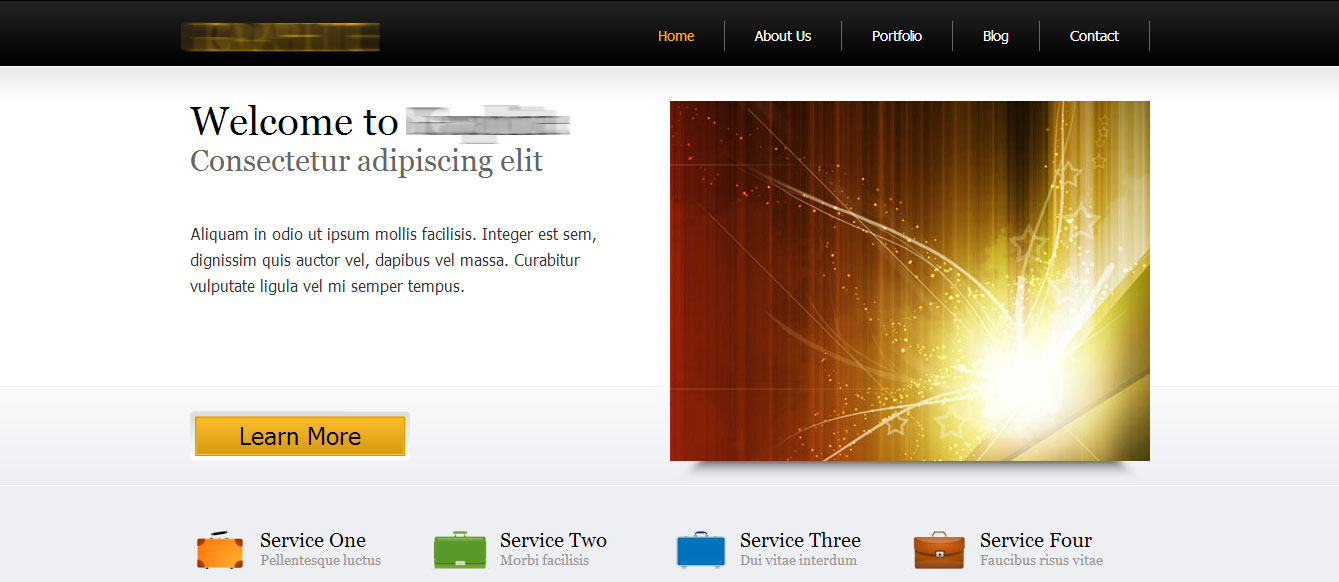 Home
About Us
Portfolio
Blog
Contact
Welcome to
Consectetur adipiscing elit
Aliquam in odio ut ipsum mollis facilisis. Integer est sem,
dignissim quis auctor vel, dapibus vel massa. Curabitur
vulputate ligula vel mi semper tempus.
Learn More
Service One
Pellentesque luctus
Service Two
Morbi facilisis
Service Three
Dui vitae interdum
Service Four
Faucibus risus vitae